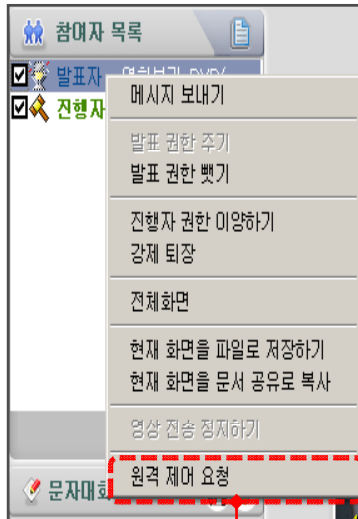 참여자 목록
발표자
진행자
메시지 보내기
발표 권한 주기
발표 권한 뺏기
진행자 권한 이양하기
강제 퇴장
전체화면
현재 화면을 파일로 저장하기
현재 화면을 문서 공유로 복사
영상 전송 정지하기
원격 제어 요청
문자대화